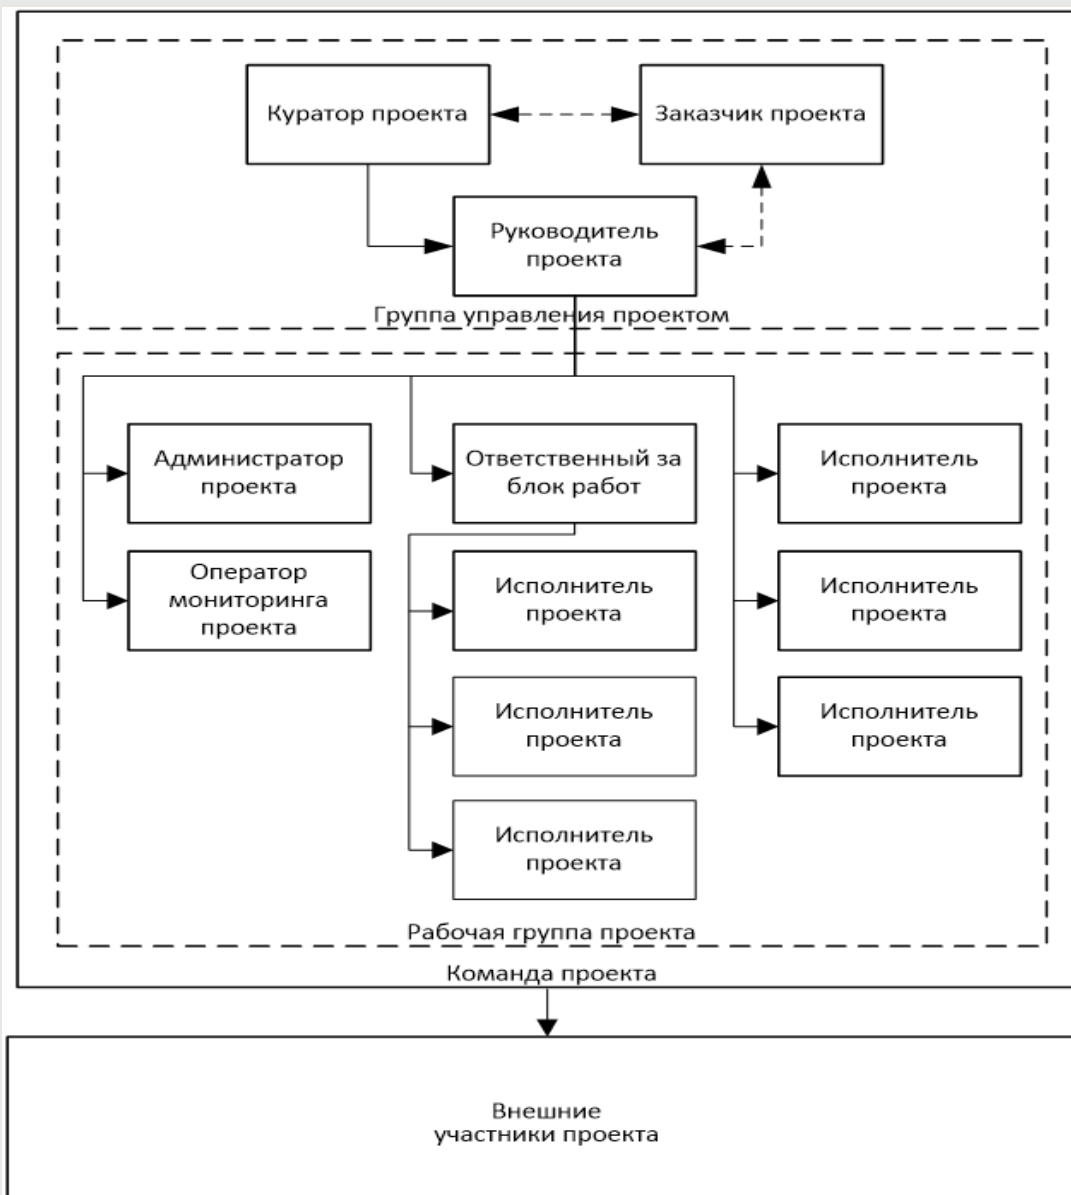 Куратор проекта
Заказчик проекта
Руководитель
проекта
Группа управления проектом
Администратор
проекта
Ответственный за
блок работ
Исполнитель
проекта
Оператор
мониторинга
проекта
Исполнитель
проекта
Исполнитель
проекта
Исполнитель
проекта
Исполнитель
проекта
Исполнитель
проекта
Рабочая группа проекта
Команда проекта
Внешние
участники проекта